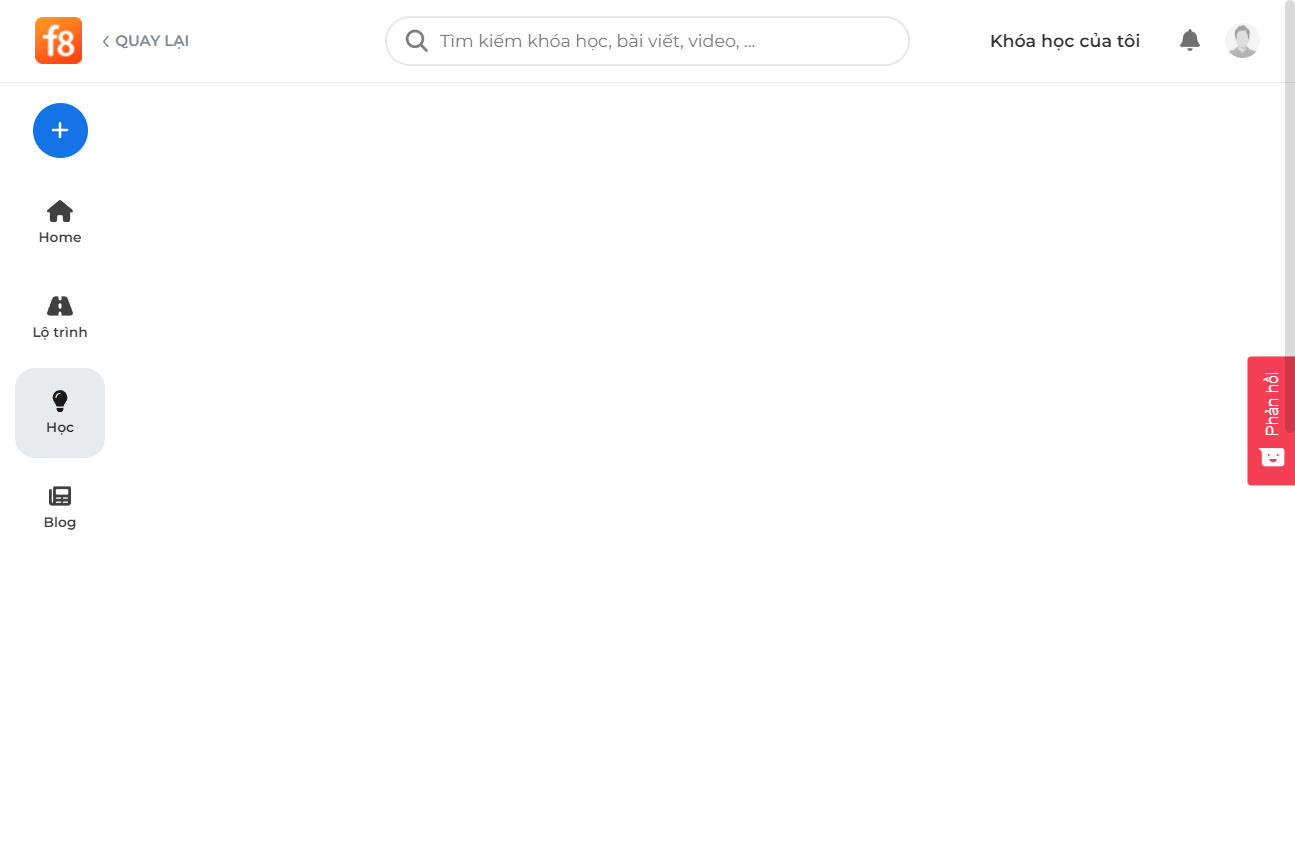 f8
QUAY LẠI
Tìm kiếm khóa học, bài viết, video, ...
Khóa học của tôi
Home
Lộ trình
Học
Blog
Phản hồi